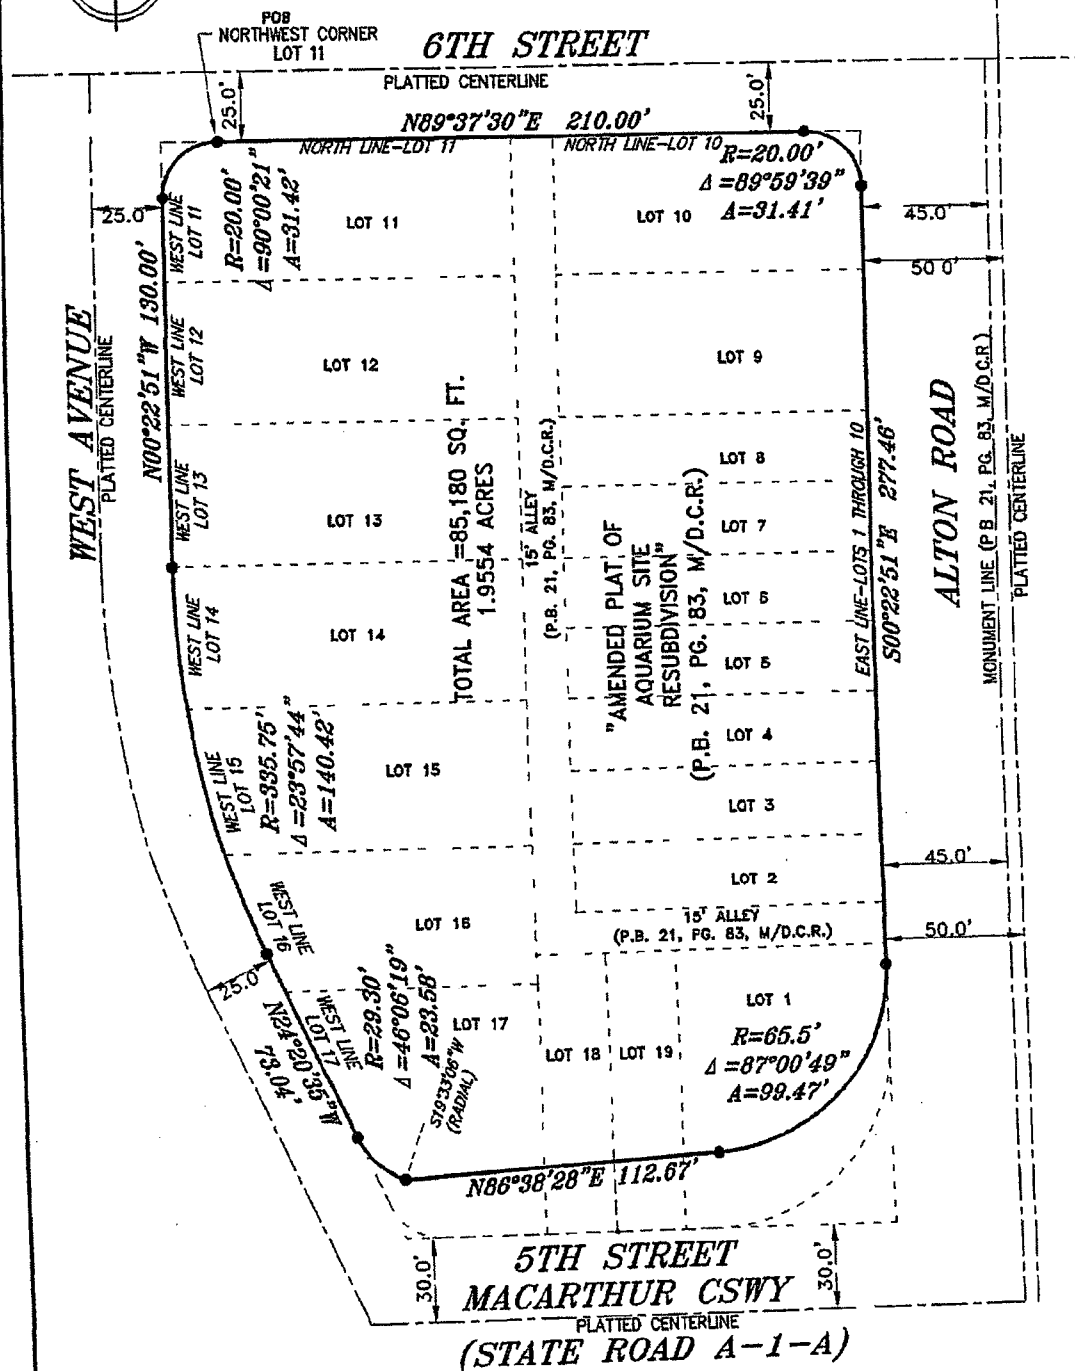 POB
NORTHWEST CORNER
LOT 11
6TH STREET
PLATTED CENTERLINE
25.0'
25.0'
N89°37'30"E 210.00'
NORTH LINE-LOT 11
NORTH LINE-LOT 10
R=20.00'
Δ=89°59'39"
A=31.41'
R=20.00'
Δ=90°00'21"
A=31.42'
25.0'
WEST LINE
LOT 11
LOT 11
LOT 10
45.0'
50.0'
WEST AVENUE
PLATTED CENTERLINE
N00°22'51"W 130.00'
WEST LINE
LOT 12
LOT 12
LOT 9
WEST LINE
LOT 13
LOT 13
TOTAL AREA =85,180 SQ. FT.
1.9554 ACRES
15' ALLEY
(P.B. 21, PG. 83, M/D.C.R.)
"AMENDED PLAT OF
AQUARIUM SITE
RESUBDIVISION"
(P.B. 21, PG. 83, M/D.C.R.)
LOT 8
LOT 7
LOT 6
LOT 5
LOT 4
LOT 3
LOT 2
EAST LINE-LOTS 1 THROUGH 10
S00°22'51"E 277.46'
ALTON ROAD
MONUMENT LINE (P.B. 21, PG. 83, M/D.C.R.)
PLATTED CENTERLINE
WEST LINE
LOT 14
LOT 14
WEST LINE
LOT 15
R=335.75'
Δ=23°57'44"
A=140.42'
LOT 15
45.0'
15' ALLEY
(P.B. 21, PG. 83, M/D.C.R.)
50.0'
WEST LINE
LOT 16
LOT 16
25.0'
N24°20'35"W
73.04'
WEST LINE
LOT 17
R=29.30'
Δ=46°06'19"
A=23.58'
S19°33'06"W
(RADIAL)
LOT 17
LOT 18
LOT 19
LOT 1
R=65.5'
Δ=87°00'49"
A=99.47'
N86°38'28"E 112.67'
30.0'
30.0'
5TH STREET
MACARTHUR CSWY
PLATTED CENTERLINE
(STATE ROAD A-1-A)